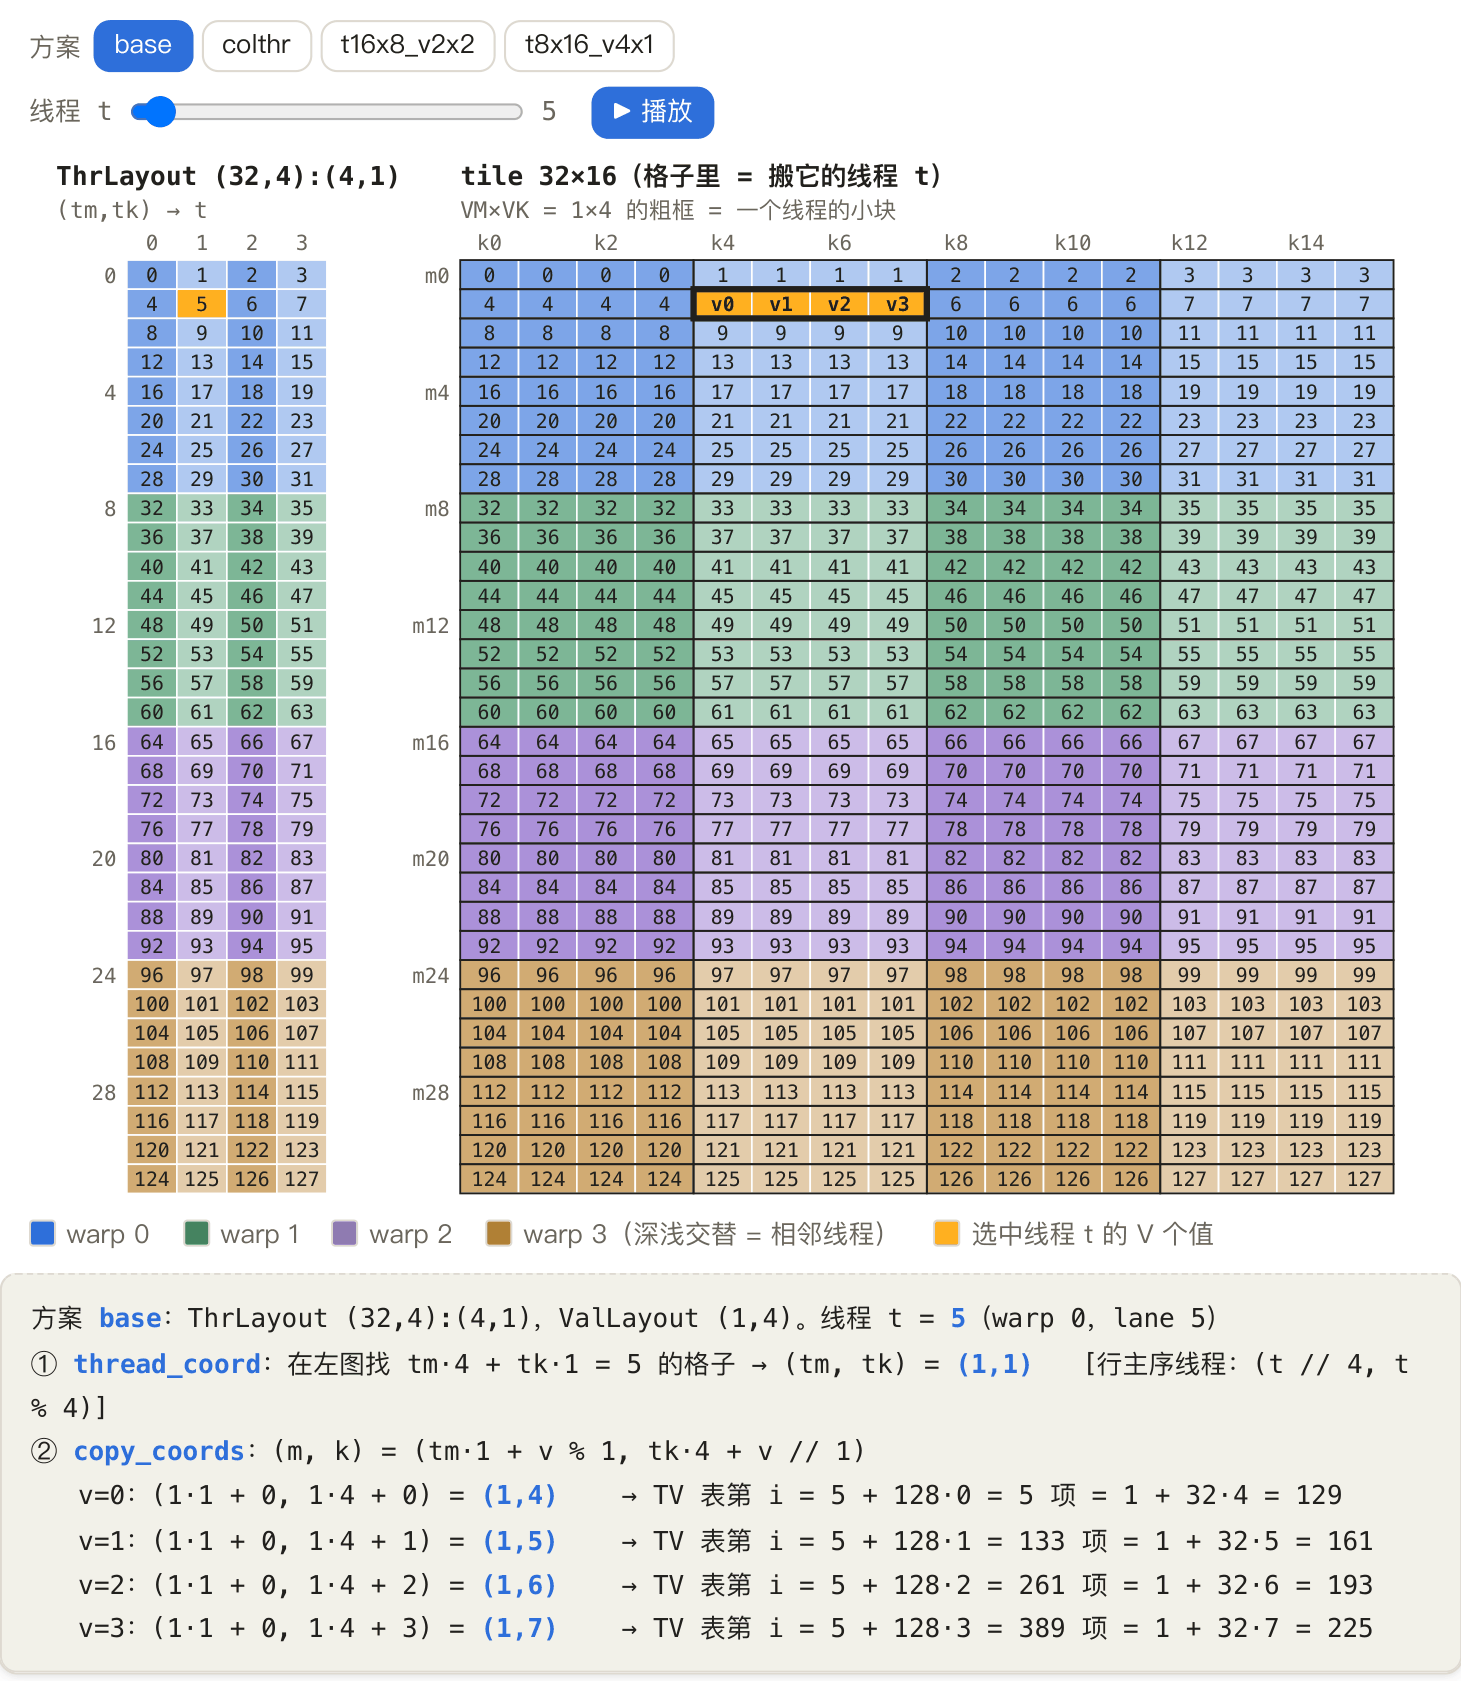 方案 base colthr t16x8_v2x2 t8x16_v4x1
线程 t 5 ▶ 播放
ThrLayout (32,4):(4,1) tile 32×16（格子里 = 搬它的线程 t）
(tm,tk) → t VM×VK = 1×4 的粗框 = 一个线程的小块
0 1 2 3 k0 k2 k4 k6 k8 k10 k12 k14
0 0 1 2 3 m0 0 0 0 0 1 1 1 1 2 2 2 2 3 3 3 3
4 5 6 7 4 4 4 4 v0 v1 v2 v3 6 6 6 6 7 7 7 7
8 9 10 11 8 8 8 8 9 9 9 9 10 10 10 10 11 11 11 11
12 13 14 15 12 12 12 12 13 13 13 13 14 14 14 14 15 15 15 15
4 16 17 18 19 m4 16 16 16 16 17 17 17 17 18 18 18 18 19 19 19 19
20 21 22 23 20 20 20 20 21 21 21 21 22 22 22 22 23 23 23 23
24 25 26 27 24 24 24 24 25 25 25 25 26 26 26 26 27 27 27 27
28 29 30 31 28 28 28 28 29 29 29 29 30 30 30 30 31 31 31 31
8 32 33 34 35 m8 32 32 32 32 33 33 33 33 34 34 34 34 35 35 35 35
36 37 38 39 36 36 36 36 37 37 37 37 38 38 38 38 39 39 39 39
40 41 42 43 40 40 40 40 41 41 41 41 42 42 42 42 43 43 43 43
44 45 46 47 44 44 44 44 45 45 45 45 46 46 46 46 47 47 47 47
12 48 49 50 51 m12 48 48 48 48 49 49 49 49 50 50 50 50 51 51 51 51
52 53 54 55 52 52 52 52 53 53 53 53 54 54 54 54 55 55 55 55
56 57 58 59 56 56 56 56 57 57 57 57 58 58 58 58 59 59 59 59
60 61 62 63 60 60 60 60 61 61 61 61 62 62 62 62 63 63 63 63
16 64 65 66 67 m16 64 64 64 64 65 65 65 65 66 66 66 66 67 67 67 67
68 69 70 71 68 68 68 68 69 69 69 69 70 70 70 70 71 71 71 71
72 73 74 75 72 72 72 72 73 73 73 73 74 74 74 74 75 75 75 75
76 77 78 79 76 76 76 76 77 77 77 77 78 78 78 78 79 79 79 79
20 80 81 82 83 m20 80 80 80 80 81 81 81 81 82 82 82 82 83 83 83 83
84 85 86 87 84 84 84 84 85 85 85 85 86 86 86 86 87 87 87 87
88 89 90 91 88 88 88 88 89 89 89 89 90 90 90 90 91 91 91 91
92 93 94 95 92 92 92 92 93 93 93 93 94 94 94 94 95 95 95 95
24 96 97 98 99 m24 96 96 96 96 97 97 97 97 98 98 98 98 99 99 99 99
100 101 102 103 100 100 100 100 101 101 101 101 102 102 102 102 103 103 103 103
104 105 106 107 104 104 104 104 105 105 105 105 106 106 106 106 107 107 107 107
108 109 110 111 108 108 108 108 109 109 109 109 110 110 110 110 111 111 111 111
28 112 113 114 115 m28 112 112 112 112 113 113 113 113 114 114 114 114 115 115 115 115
116 117 118 119 116 116 116 116 117 117 117 117 118 118 118 118 119 119 119 119
120 121 122 123 120 120 120 120 121 121 121 121 122 122 122 122 123 123 123 123
124 125 126 127 124 124 124 124 125 125 125 125 126 126 126 126 127 127 127 127
warp 0 warp 1 warp 2 warp 3（深浅交替 = 相邻线程） 选中线程 t 的 V 个值
方案 base：ThrLayout (32,4):(4,1)，ValLayout (1,4)。线程 t = 5（warp 0, lane 5）
① thread_coord：在左图找 tm·4 + tk·1 = 5 的格子 → (tm, tk) = (1,1) [行主序线程：(t // 4, t
% 4)]
② copy_coords：(m, k) = (tm·1 + v % 1, tk·4 + v // 1)
v=0：(1·1 + 0, 1·4 + 0) = (1,4) → TV 表第 i = 5 + 128·0 = 5 项 = 1 + 32·4 = 129
v=1：(1·1 + 0, 1·4 + 1) = (1,5) → TV 表第 i = 5 + 128·1 = 133 项 = 1 + 32·5 = 161
v=2：(1·1 + 0, 1·4 + 2) = (1,6) → TV 表第 i = 5 + 128·2 = 261 项 = 1 + 32·6 = 193
v=3：(1·1 + 0, 1·4 + 3) = (1,7) → TV 表第 i = 5 + 128·3 = 389 项 = 1 + 32·7 = 225